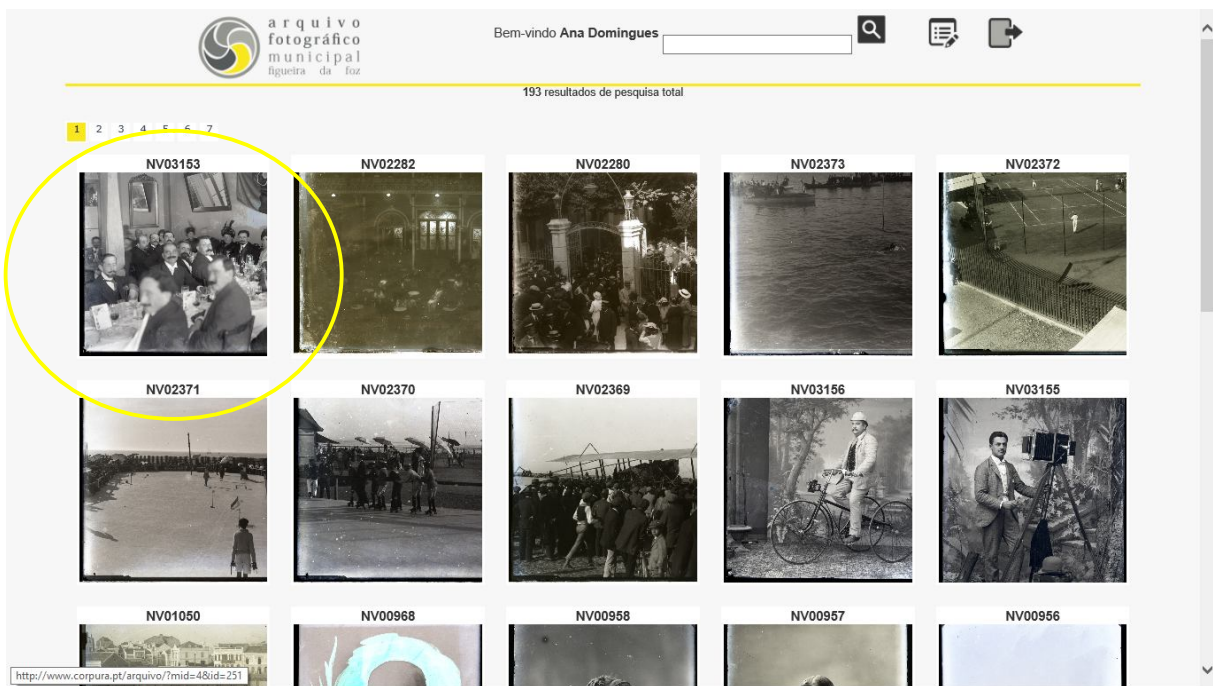 arquivo
fotográfico
municipal
figueira da foz
Bem-vindo Ana Domingues
193 resultados de pesquisa total
1 2 3 4 5 6 7
NV03153 NV02282 NV02280 NV02373 NV02372
NV02371 NV02370 NV02369 NV03156 NV03155
NV01050 NV00968 NV00958 NV00957 NV00956
http://www.corpura.pt/arquivo/?mid=4&id=251